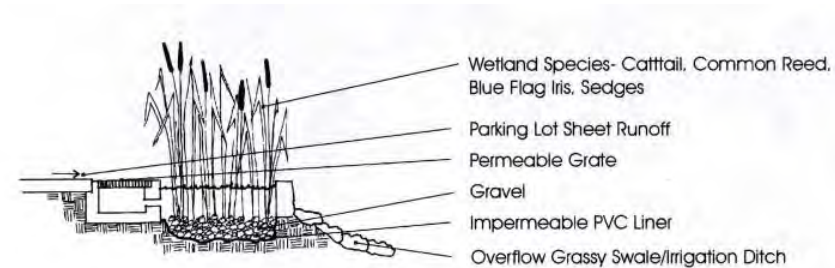 Wetland Species- Catttail, Common Reed,
Blue Flag Iris, Sedges
Parking Lot Sheet Runoff
Permeable Grate
Gravel
Impermeable PVC Liner
Overflow Grassy Swale/Irrigation Ditch